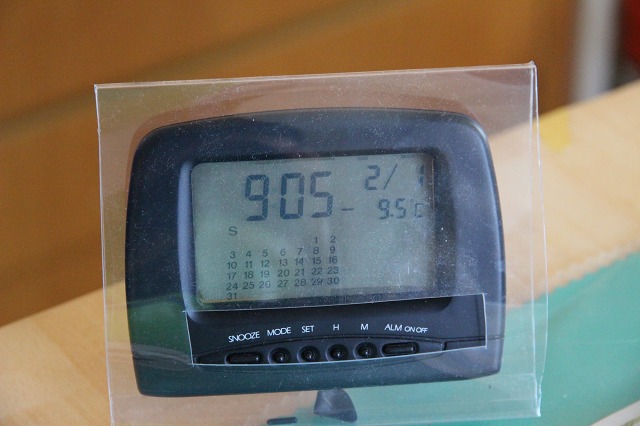 905 2/ 1
- 9.5°C
S
1 2
3 4 5 6 7 8 9
10 11 12 13 14 15 16
17 18 19 20 21 22 23
24 25 26 27 28 29 30
31
SNOOZE MODE SET H M ALM ON OFF